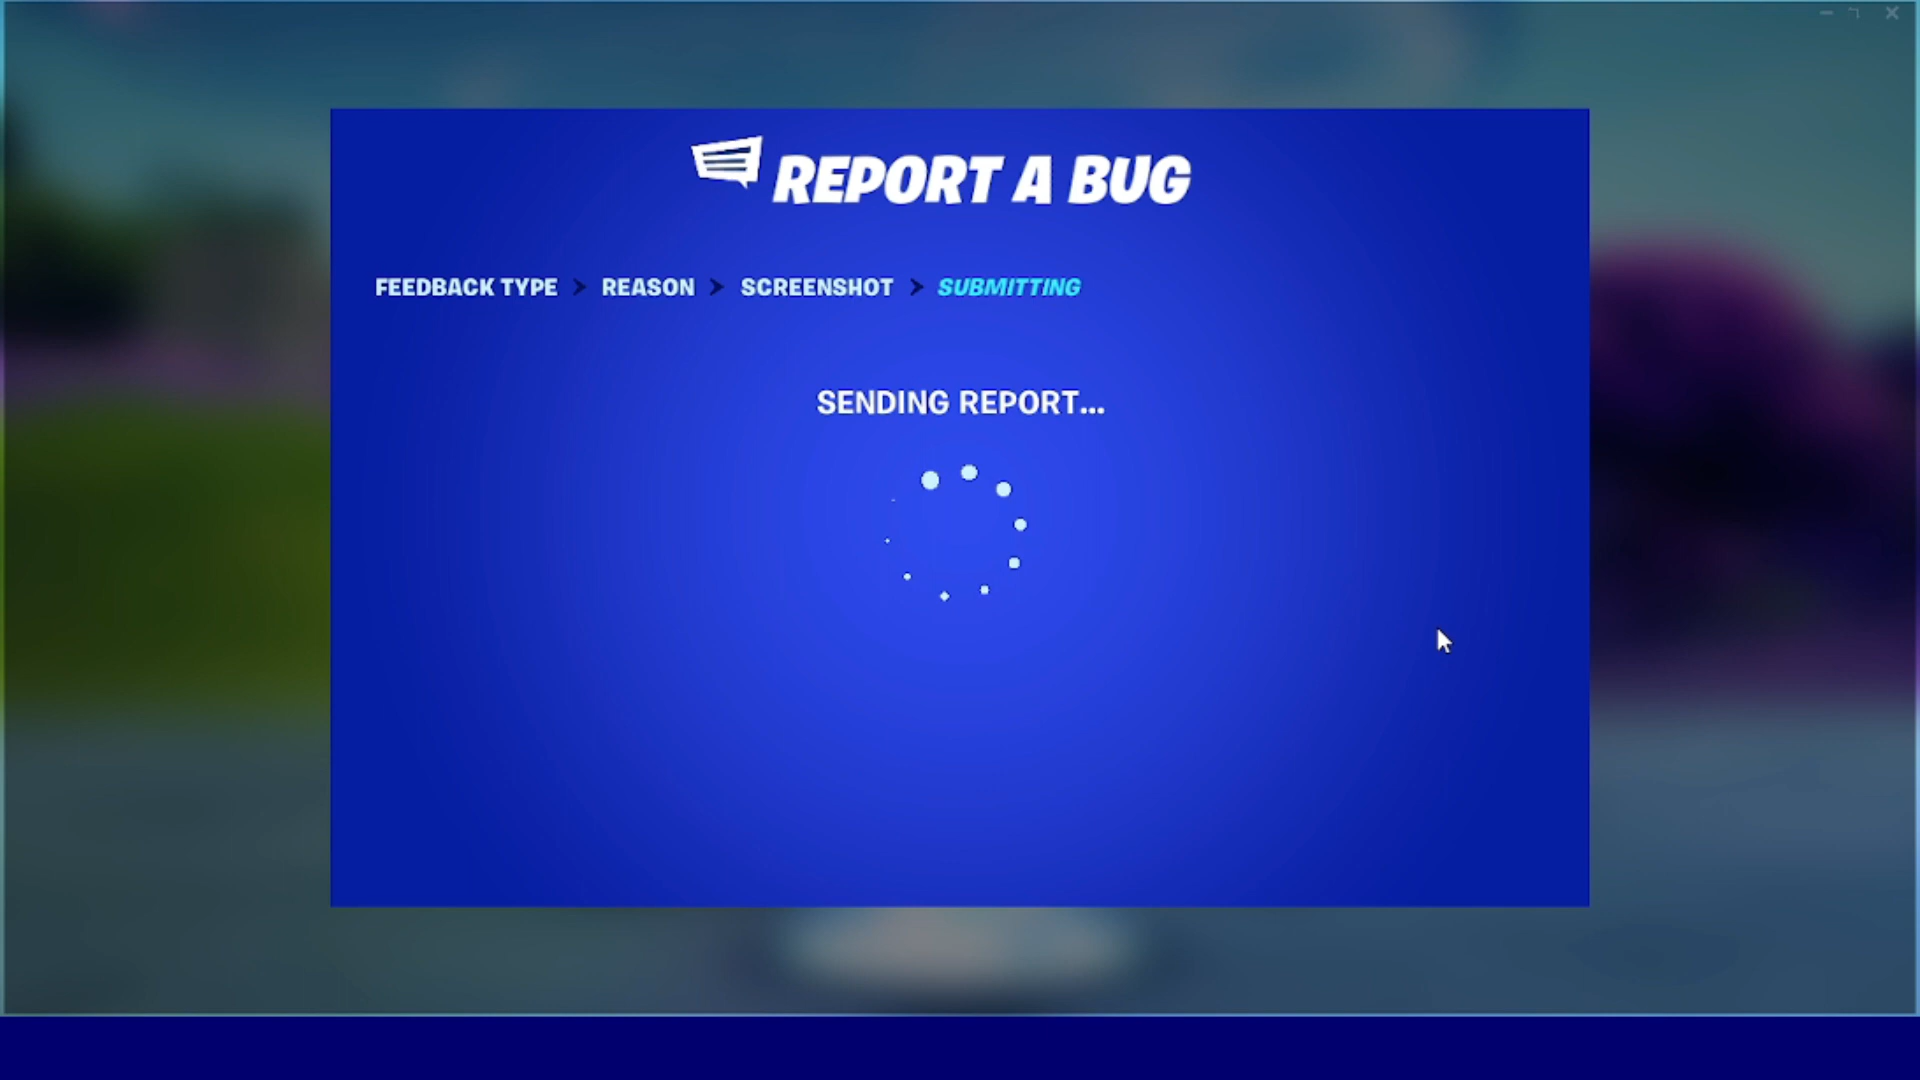 REPORT A BUG
FEEDBACK TYPE > REASON > SCREENSHOT > SUBMITTING
SENDING REPORT...